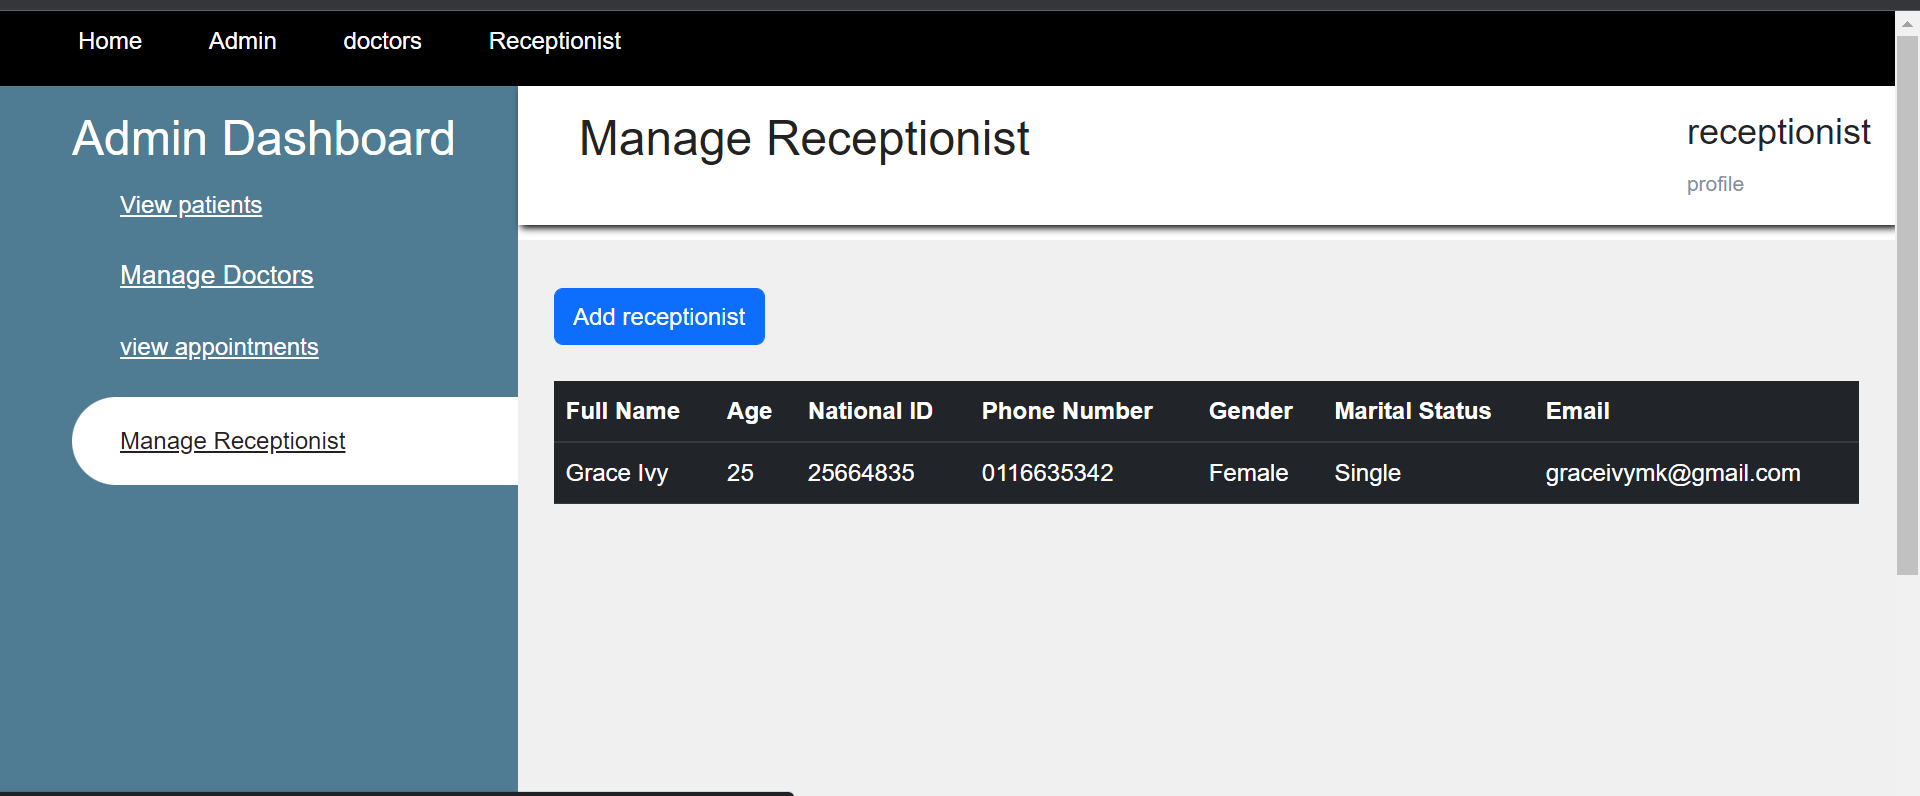 Home Admin doctors Receptionist
Admin Dashboard
View patients
Manage Doctors
view appointments
Manage Receptionist
Manage Receptionist
receptionist
profile
Add receptionist
Full Name Age National ID Phone Number Gender Marital Status Email
Grace Ivy 25 25664835 0116635342 Female Single graceivymk@gmail.com